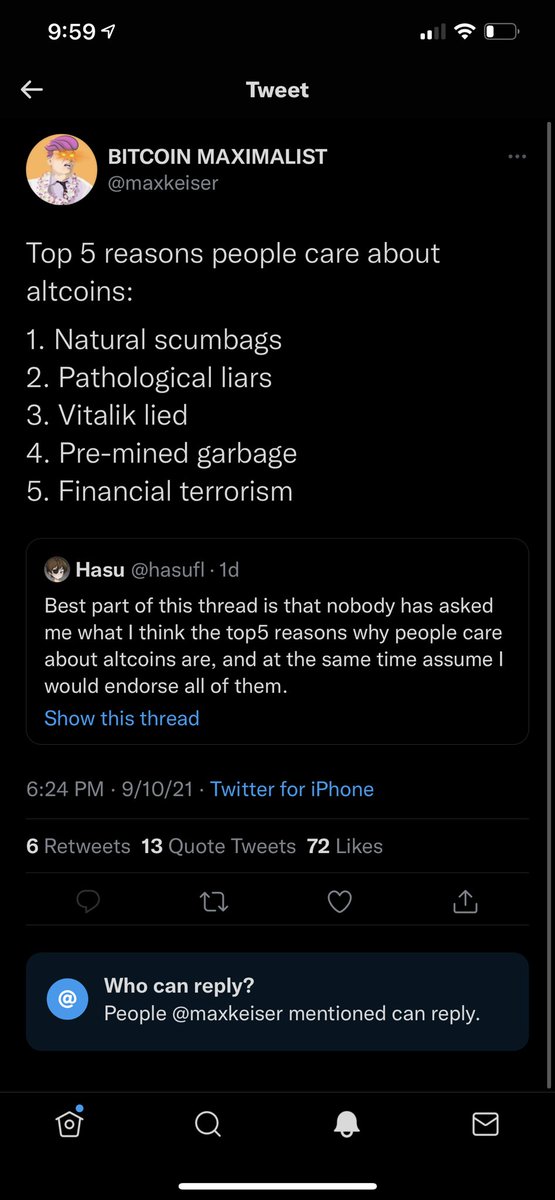 9:59
Tweet
BITCOIN MAXIMALIST
@maxkeiser
Top 5 reasons people care about
altcoins:
1. Natural scumbags
2. Pathological liars
3. Vitalik lied
4. Pre-mined garbage
5. Financial terrorism
Hasu @hasufl · 1d
Best part of this thread is that nobody has asked
me what I think the top5 reasons why people care
about altcoins are, and at the same time assume I
would endorse all of them.
Show this thread
6:24 PM · 9/10/21 · Twitter for iPhone
6 Retweets 13 Quote Tweets 72 Likes
@
Who can reply?
People @maxkeiser mentioned can reply.